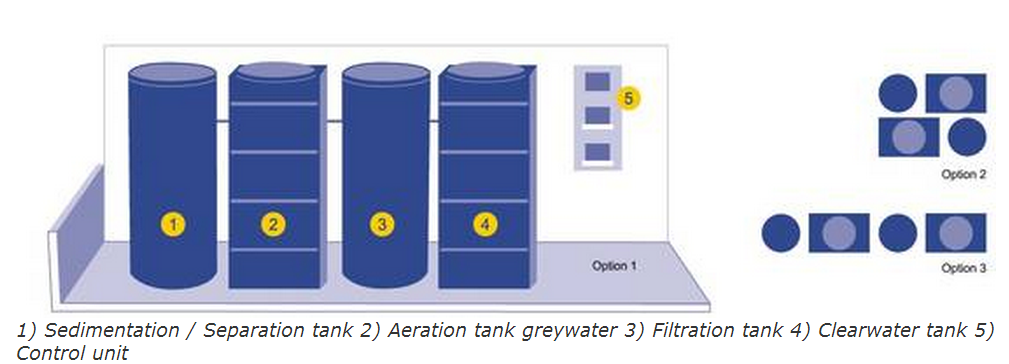 1
2
3
4
5
Option 1
Option 2
Option 3
1) Sedimentation / Separation tank 2) Aeration tank greywater 3) Filtration tank 4) Clearwater tank 5)
Control unit